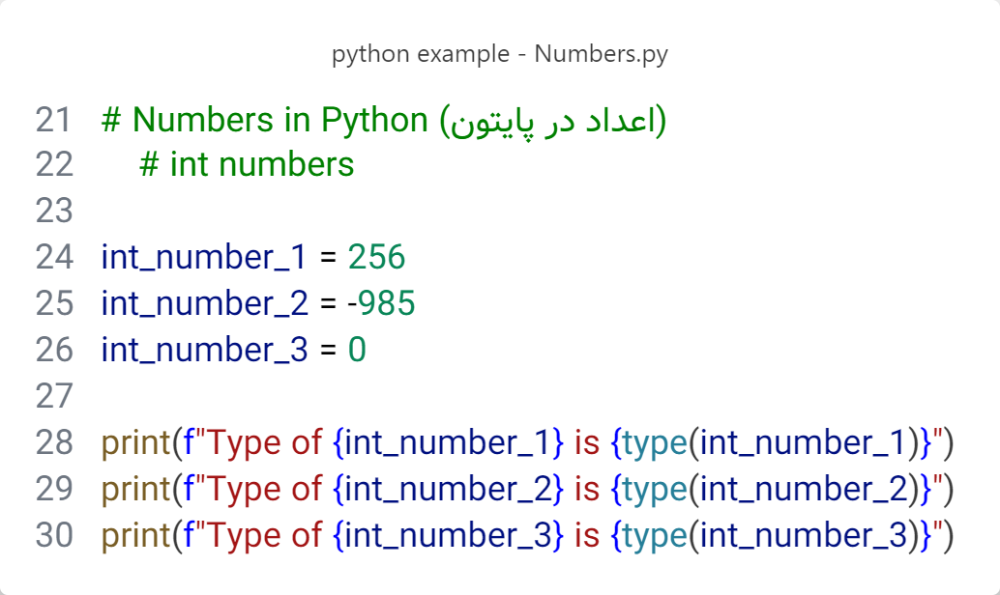 python example - Numbers.py
21 # Numbers in Python (اعداد در پایتون)
22 # int numbers
23
24 int_number_1 = 256
25 int_number_2 = -985
26 int_number_3 = 0
27
28 print(f"Type of {int_number_1} is {type(int_number_1)}")
29 print(f"Type of {int_number_2} is {type(int_number_2)}")
30 print(f"Type of {int_number_3} is {type(int_number_3)}")